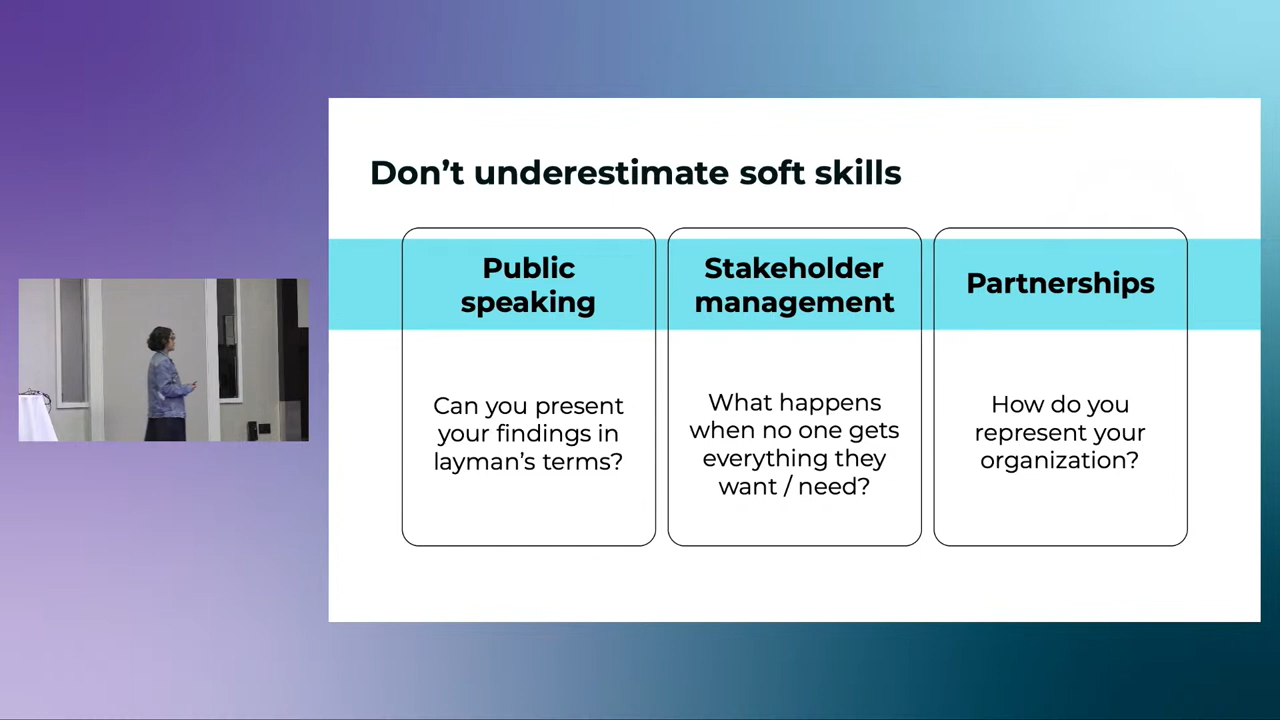 Don’t underestimate soft skills
Public
speaking
Can you present
your findings in
layman’s terms?
Stakeholder
management
What happens
when no one gets
everything they
want / need?
Partnerships
How do you
represent your
organization?